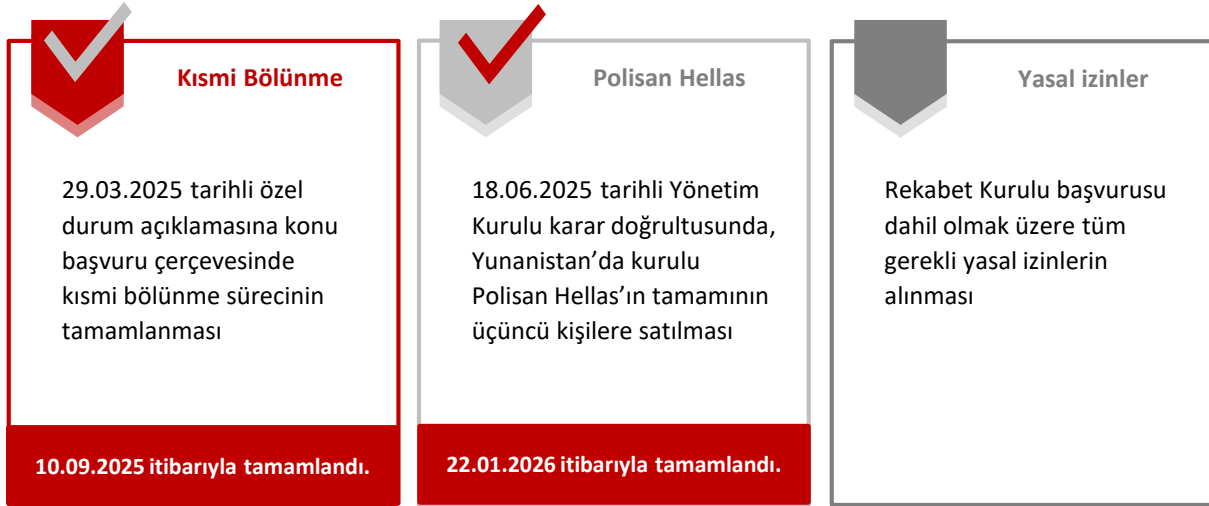 Kısmi Bölünme
29.03.2025 tarihli özel
durum açıklamasına konu
başvuru çerçevesinde
kısmi bölünme sürecinin
tamamlanması
10.09.2025 itibarıyla tamamlandı.
Polisan Hellas
18.06.2025 tarihli Yönetim
Kurulu karar doğrultusunda,
Yunanistan’da kurulu
Polisan Hellas’ın tamamının
üçüncü kişilere satılması
22.01.2026 itibarıyla tamamlandı.
Yasal izinler
Rekabet Kurulu başvurusu
dahil olmak üzere tüm
gerekli yasal izinlerin
alınması